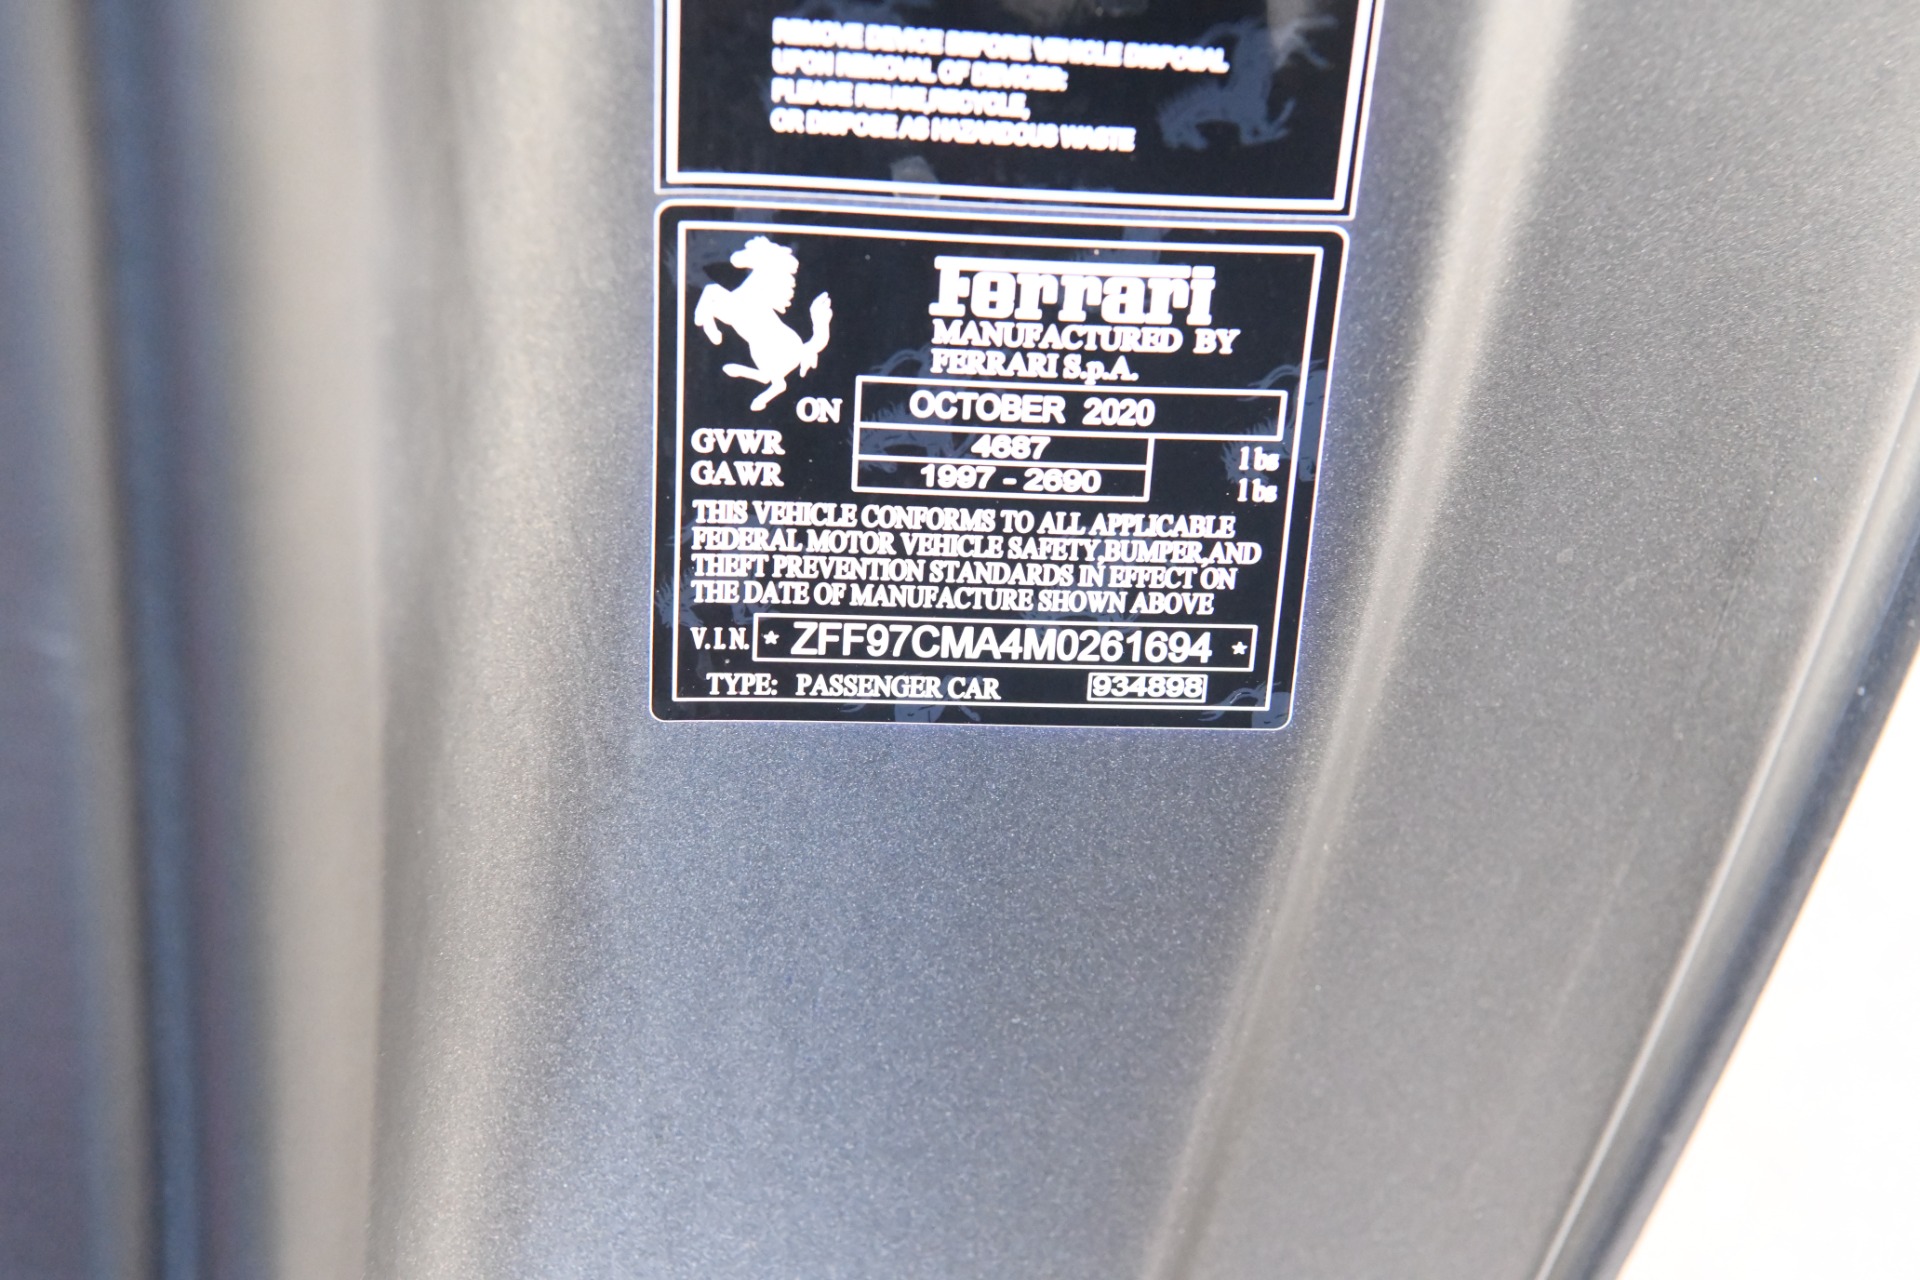 REMOVE DEVICE BEFORE VEHICLE DISPOSAL
UPON REMOVAL OF DEVICES:
PLEASE REUSE, RECYCLE,
OR DISPOSE AS HAZARDOUS WASTE
Ferrari
MANUFACTURED BY
FERRARI S.p.A.
ON OCTOBER 2020
GVWR 4687 lbs
GAWR 1997 - 2690 lbs
THIS VEHICLE CONFORMS TO ALL APPLICABLE
FEDERAL MOTOR VEHICLE SAFETY,BUMPER,AND
THEFT PREVENTION STANDARDS IN EFFECT ON
THE DATE OF MANUFACTURE SHOWN ABOVE
V.I.N. * ZFF97CMA4M0261694 *
TYPE: PASSENGER CAR 934898